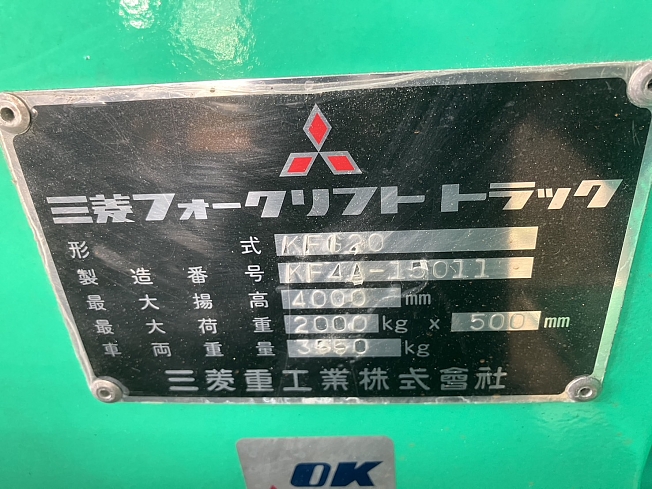 三菱フォークリフト トラック
形式 KFG20
製造番号 KF4A-15011
最大揚高 4000 mm
最大荷重 2000 kg x 500 mm
車両重量 kg
三菱重工業株式會社
OK